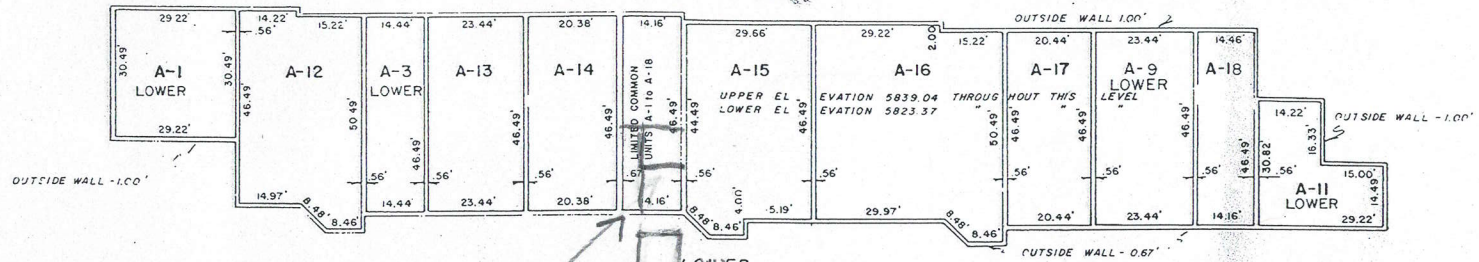 OUTSIDE WALL 1.00'
29.22' 14.22' 15.22' 14.44' 23.44' 20.38' 14.16' 29.66' 29.22' 2.00' 15.22' 20.44' 23.44' 14.46'
.56'
30.49' 30.49' 46.49' 50.49' 46.49' 46.49' 46.49' 46.49' 44.49' 46.49' 50.49' 46.49' 46.49' 46.49' 30.82'
A-1
LOWER
A-12
A-3
LOWER
A-13
A-14
LIMITED COMMON
UNITS A-1 to A-18
A-15
A-16
A-17
A-9
LOWER
A-18
UPPER ELEVATION 5839.04 THROUGHOUT THIS LEVEL
LOWER ELEVATION 5823.37 " "
14.22'
16.33'
OUTSIDE WALL -1.00'
29.22'
OUTSIDE WALL -1.00'
.56' .56' .67 .56' .56' .56' .56' .56'
15.00'
14.49'
A-11
LOWER
29.22'
14.97' 8.48' 8.46' 14.44' 23.44' 20.38' 4.16' 8.48' 8.46' 4.00' 5.19' 29.97' 8.48' 8.46' 20.44' 23.44' 14.16'
OUTSIDE WALL - 0.67'
LOWER